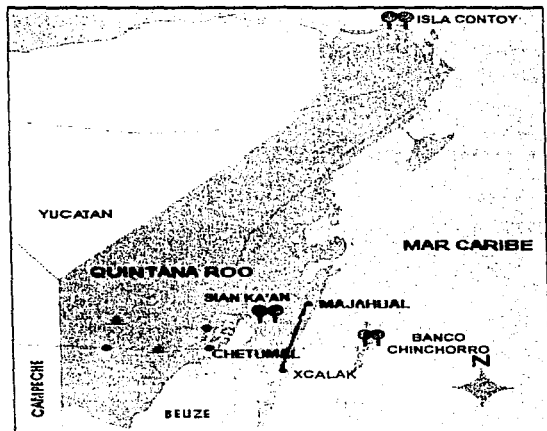 ISLA CONTOY
YUCATAN
MAR CARIBE
QUINTANA ROO
SIAN KA'AN
MAJAHUAL
BANCO
CHINCHORRO
CHETUMAL
XCALAK
N
CAMPECHE
BELIZE